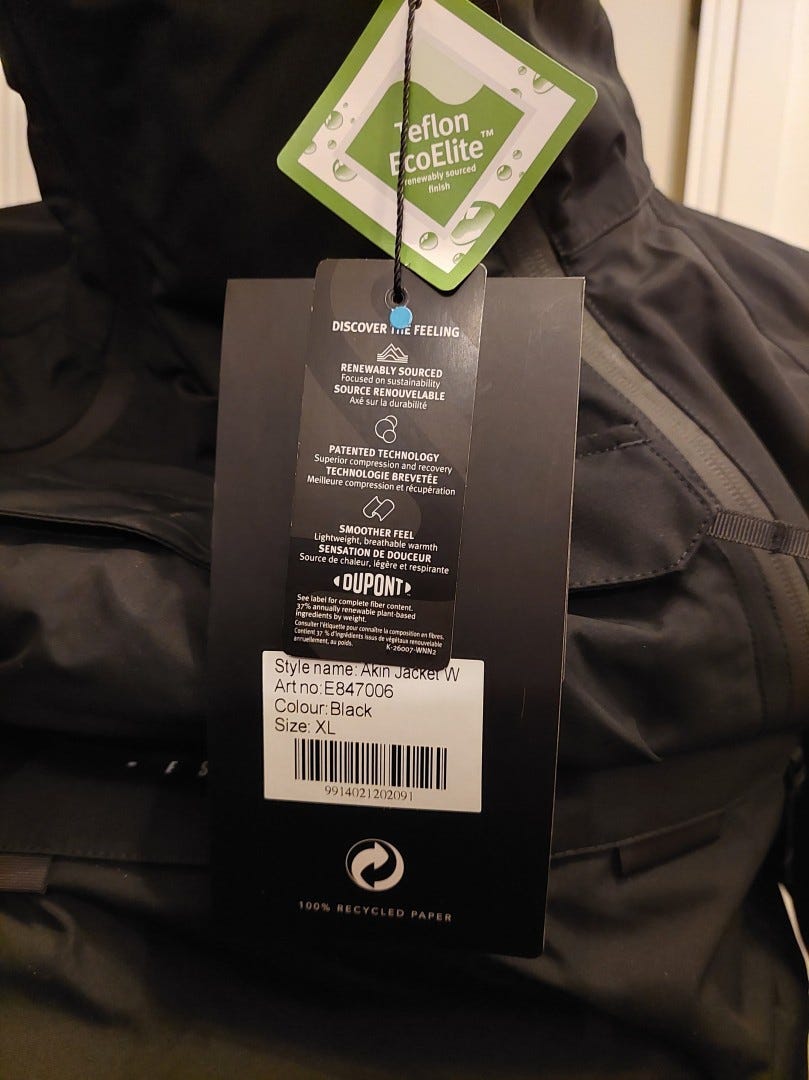 Teflon
EcoElite™
renewably sourced
finish
DISCOVER THE FEELING
RENEWABLY SOURCED
Focused on sustainability
SOURCE RENOUVELABLE
Axé sur la durabilité
PATENTED TECHNOLOGY
Superior compression and recovery
TECHNOLOGIE BREVETÉE
Meilleure compression et récupération
SMOOTHER FEEL
Lightweight, breathable warmth
SENSATION DE DOUCEUR
Source de chaleur, légère et respirante
DUPONT
See label for complete fiber content.
37% annually renewable plant-based
ingredients by weight.
Consulter l'étiquette pour connaître la composition en fibres.
Contient 37 % d'ingrédients issus de végétaux renouvelable
annuellement, au poids.
K-26007-WNN2
Style name: Akin Jacket W
Art no: E847006
Colour: Black
Size: XL
9914021202091
100% RECYCLED PAPER